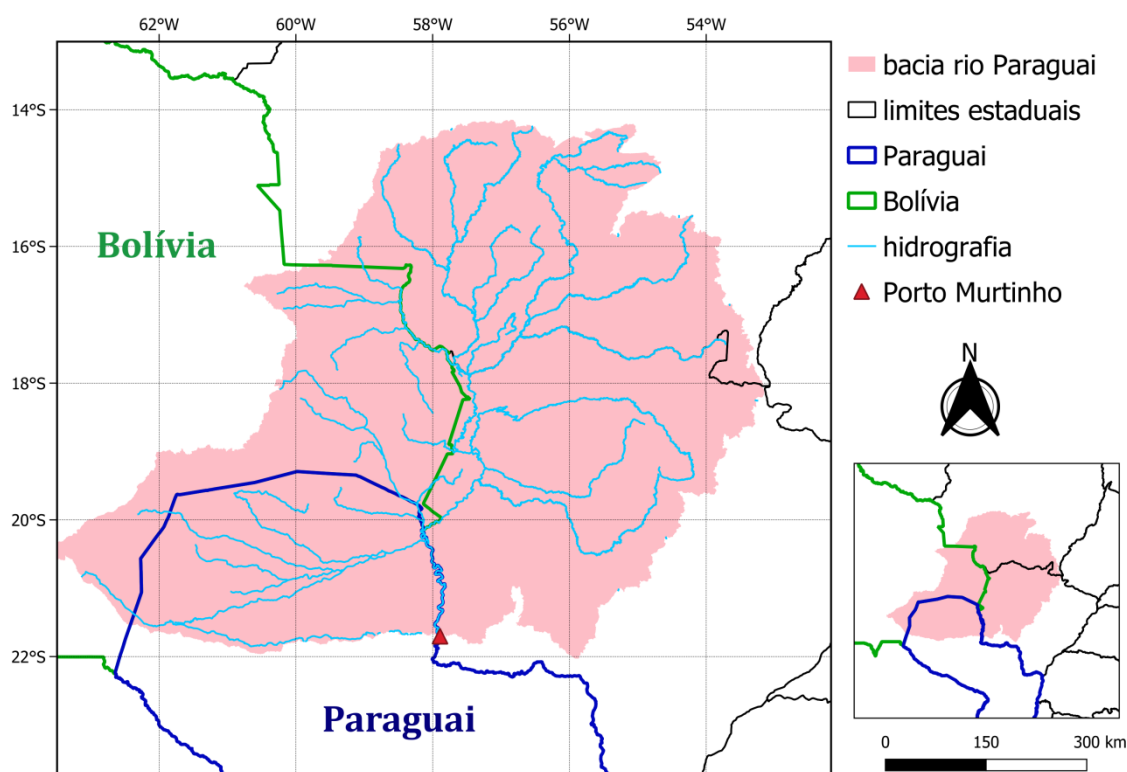 62°W 60°W 58°W 56°W 54°W
14°S
16°S
18°S
20°S
22°S
Bolívia
Paraguai
bacia rio Paraguai
limites estaduais
Paraguai
Bolívia
hidrografia
Porto Murtinho
N
0 150 300 km